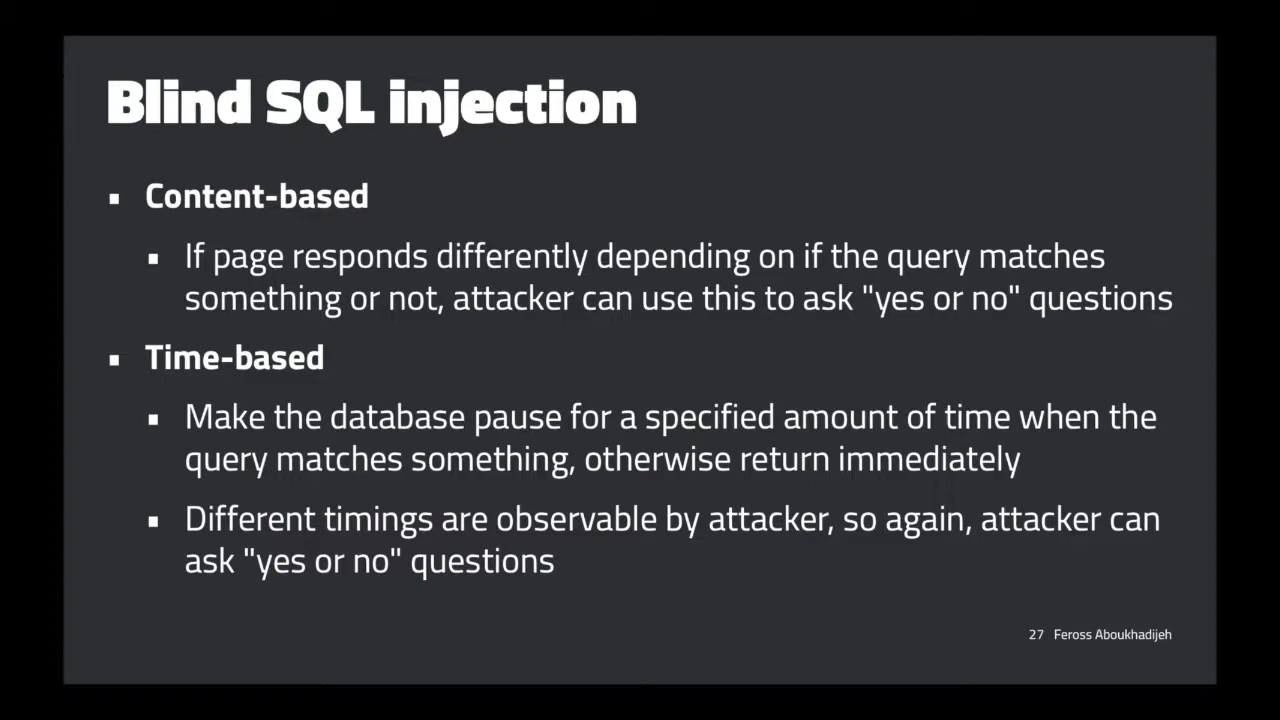 Blind SQL injection
▪ Content-based
▪ If page responds differently depending on if the query matches
something or not, attacker can use this to ask "yes or no" questions
▪ Time-based
▪ Make the database pause for a specified amount of time when the
query matches something, otherwise return immediately
▪ Different timings are observable by attacker, so again, attacker can
ask "yes or no" questions
27 Feross Aboukhadijeh